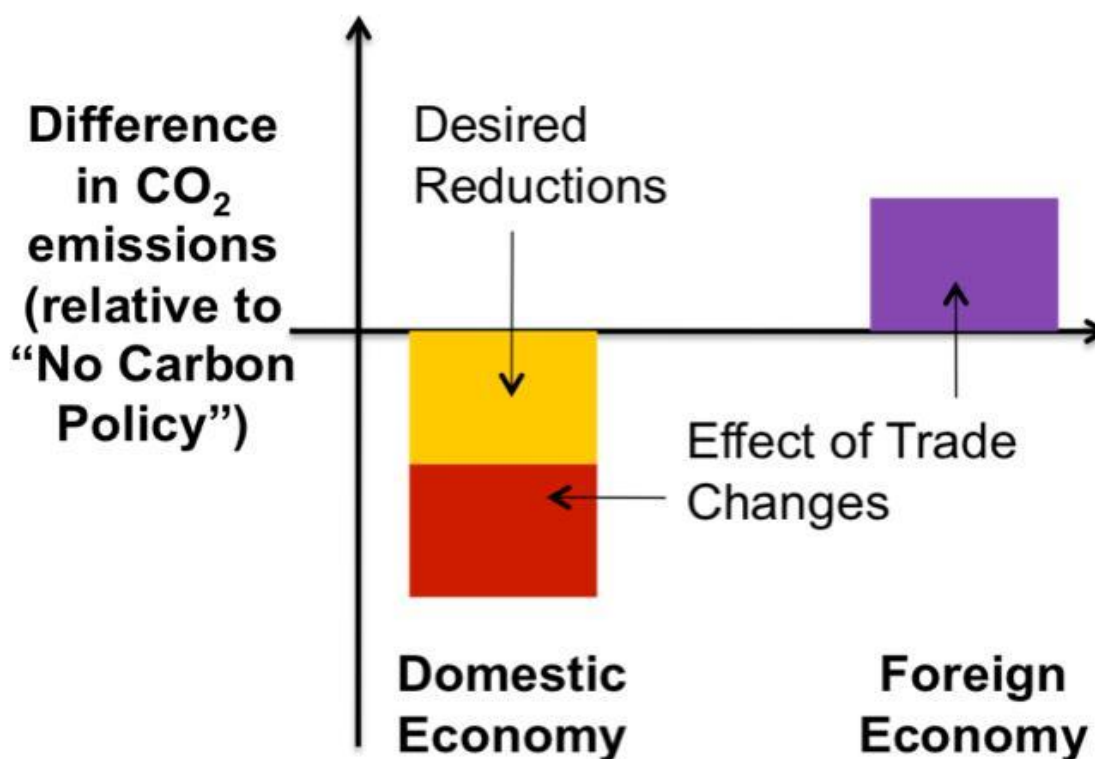 Difference
in CO₂
emissions
(relative to
“No Carbon
Policy”)
Desired
Reductions
Effect of Trade
Changes
Domestic
Economy
Foreign
Economy